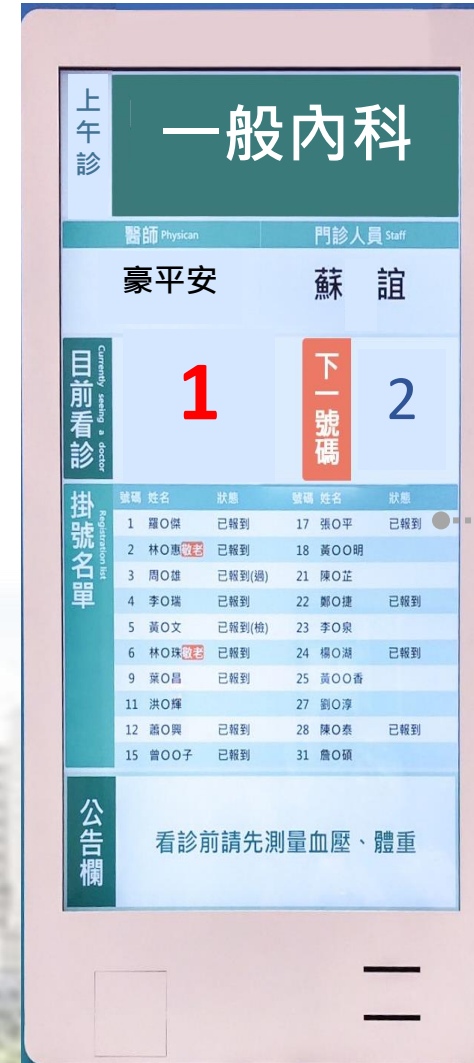 上午診
一般內科
醫師 Physican 門診人員 Staff
豪平安 蘇 誼
目前看診 Currently seeing a doctor
1
下一號碼
2
掛號名單 Registration list
號碼 姓名 狀態 號碼 姓名 狀態
1 羅O傑 已報到 17 張O平 已報到
2 林O惠敬老 已報到 18 黃OO明
3 周O雄 已報到(過) 21 陳O芷
4 李O瑞 已報到 22 鄭O捷 已報到
5 黃O文 已報到(檢) 23 李O泉
6 林O珠敬老 已報到 24 楊O湖 已報到
9 葉O昌 已報到 25 黃OO香
11 洪O輝 27 劉O淳
12 蕭O興 已報到 28 陳O泰 已報到
15 曾OO子 已報到 31 詹O碩
公告欄
看診前請先測量血壓、體重